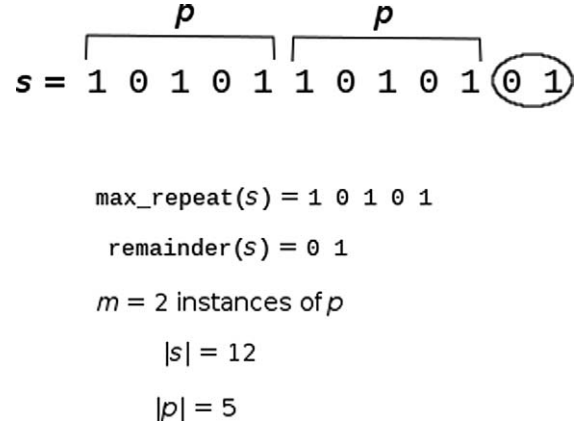 p p
s = 1 0 1 0 1 1 0 1 0 1 0 1
max_repeat(s) = 1 0 1 0 1
remainder(s) = 0 1
m = 2 instances of p
|s| = 12
|p| = 5